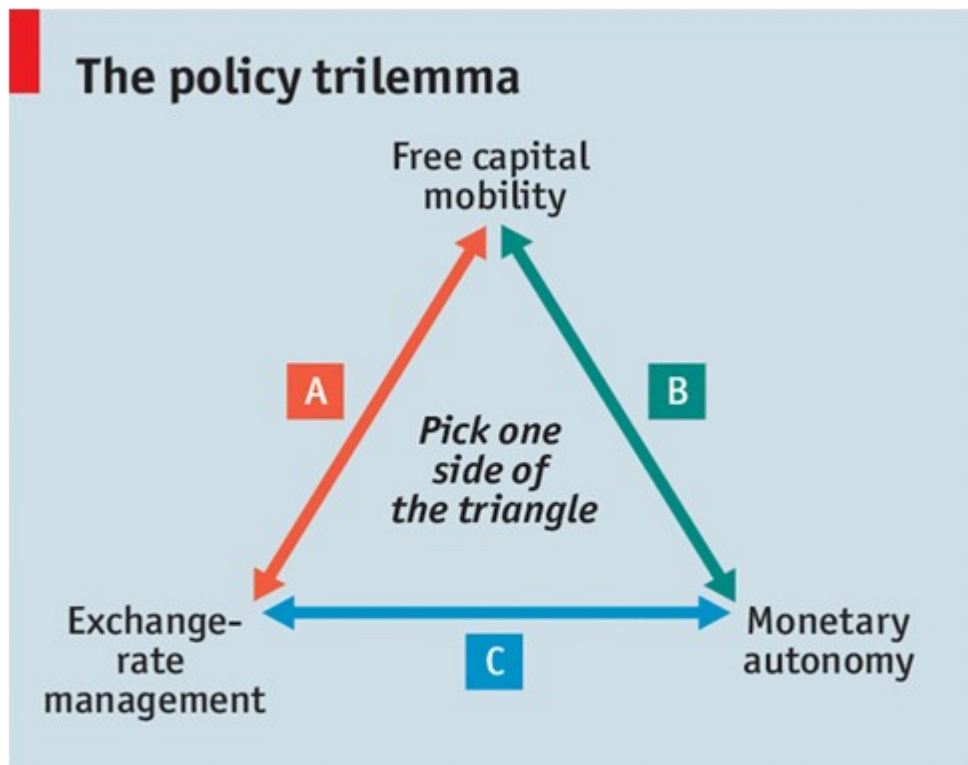 The policy trilemma
Free capital
mobility
A
B
Pick one
side of
the triangle
Exchange-
rate
management
C
Monetary
autonomy